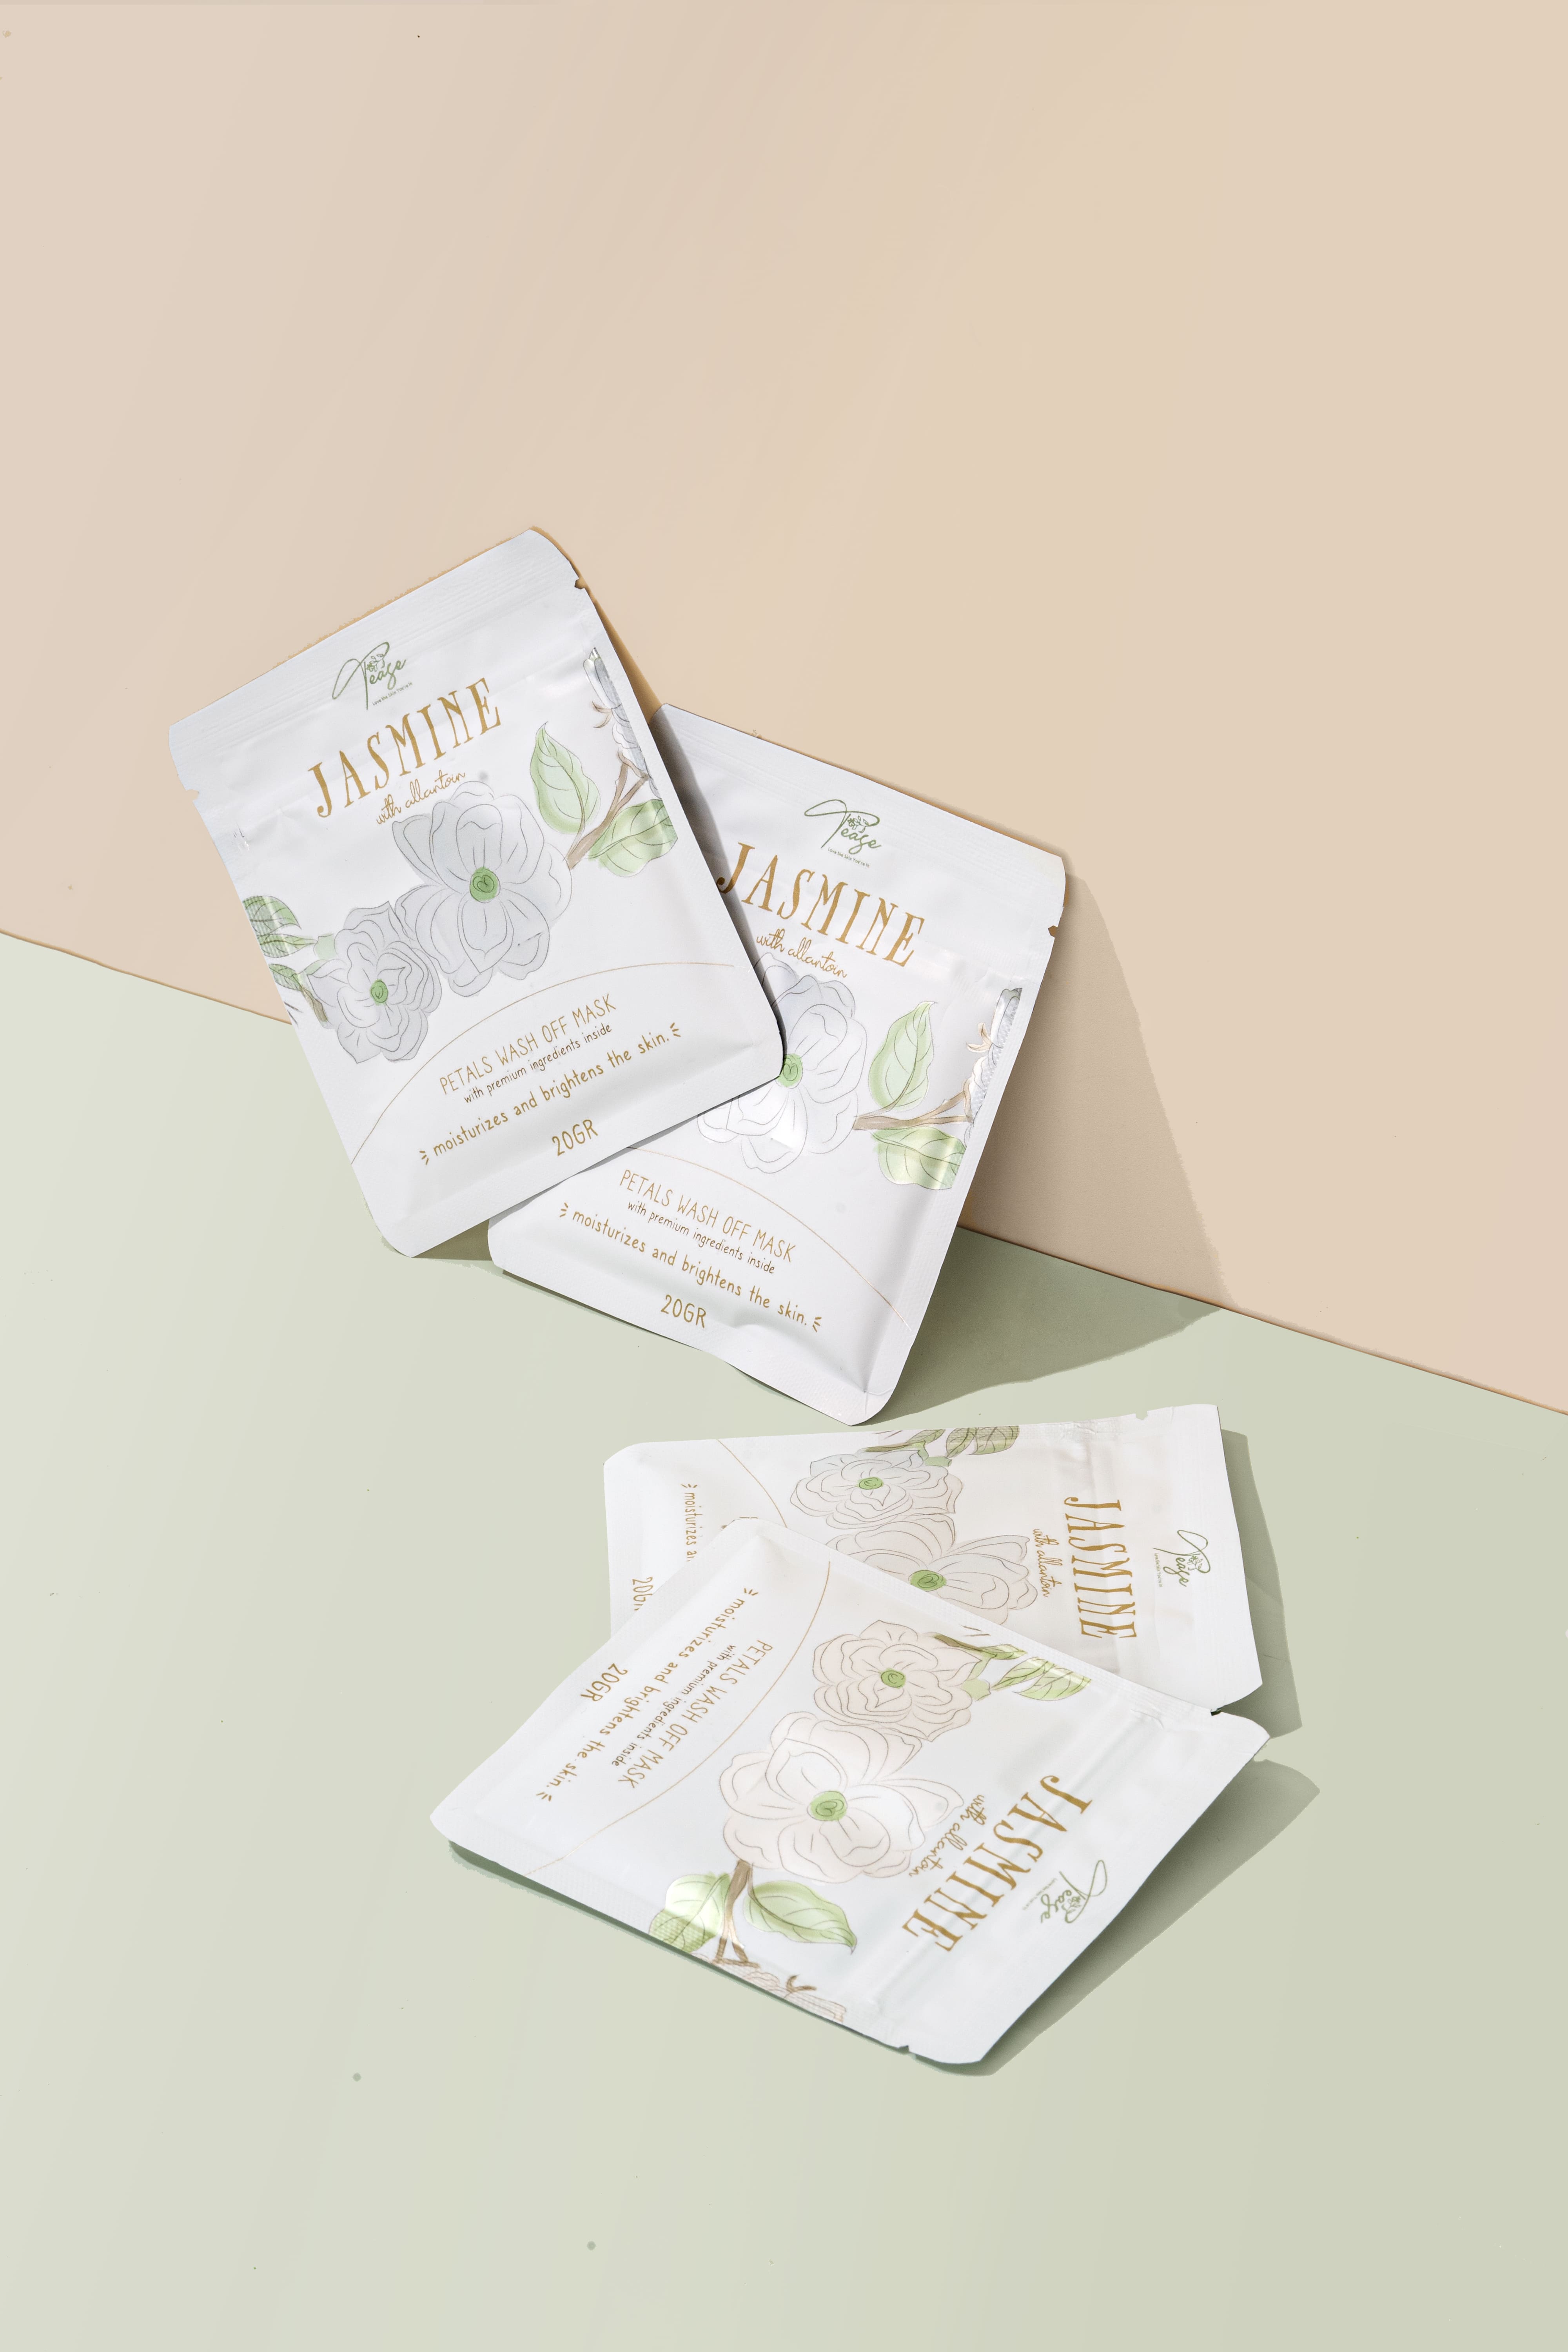 Pease
JASMINE
with allantoin
PETALS WASH OFF MASK
with premium ingredients inside
moisturizes and brightens the skin.
20GR
Pease
JASMINE
with allantoin
PETALS WASH OFF MASK
with premium ingredients inside
moisturizes and brightens the skin.
20GR
Pease
JASMINE
with allantoin
moisturizes
Pease
JASMINE
with allantoin
PETALS WASH OFF MASK
with premium ingredients inside
moisturizes and brightens the skin.
20GR